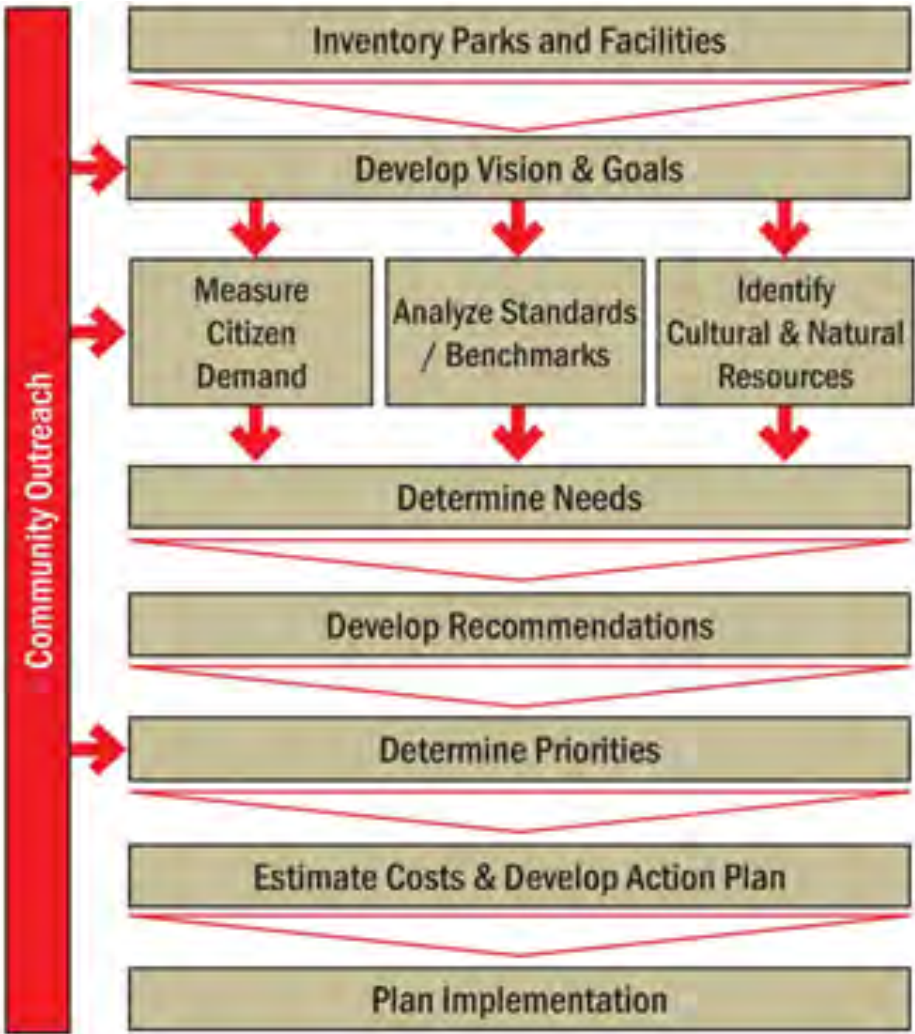 Community Outreach
Inventory Parks and Facilities
Develop Vision & Goals
Measure
Citizen
Demand
Analyze Standards
/ Benchmarks
Identify
Cultural & Natural
Resources
Determine Needs
Develop Recommendations
Determine Priorities
Estimate Costs & Develop Action Plan
Plan Implementation